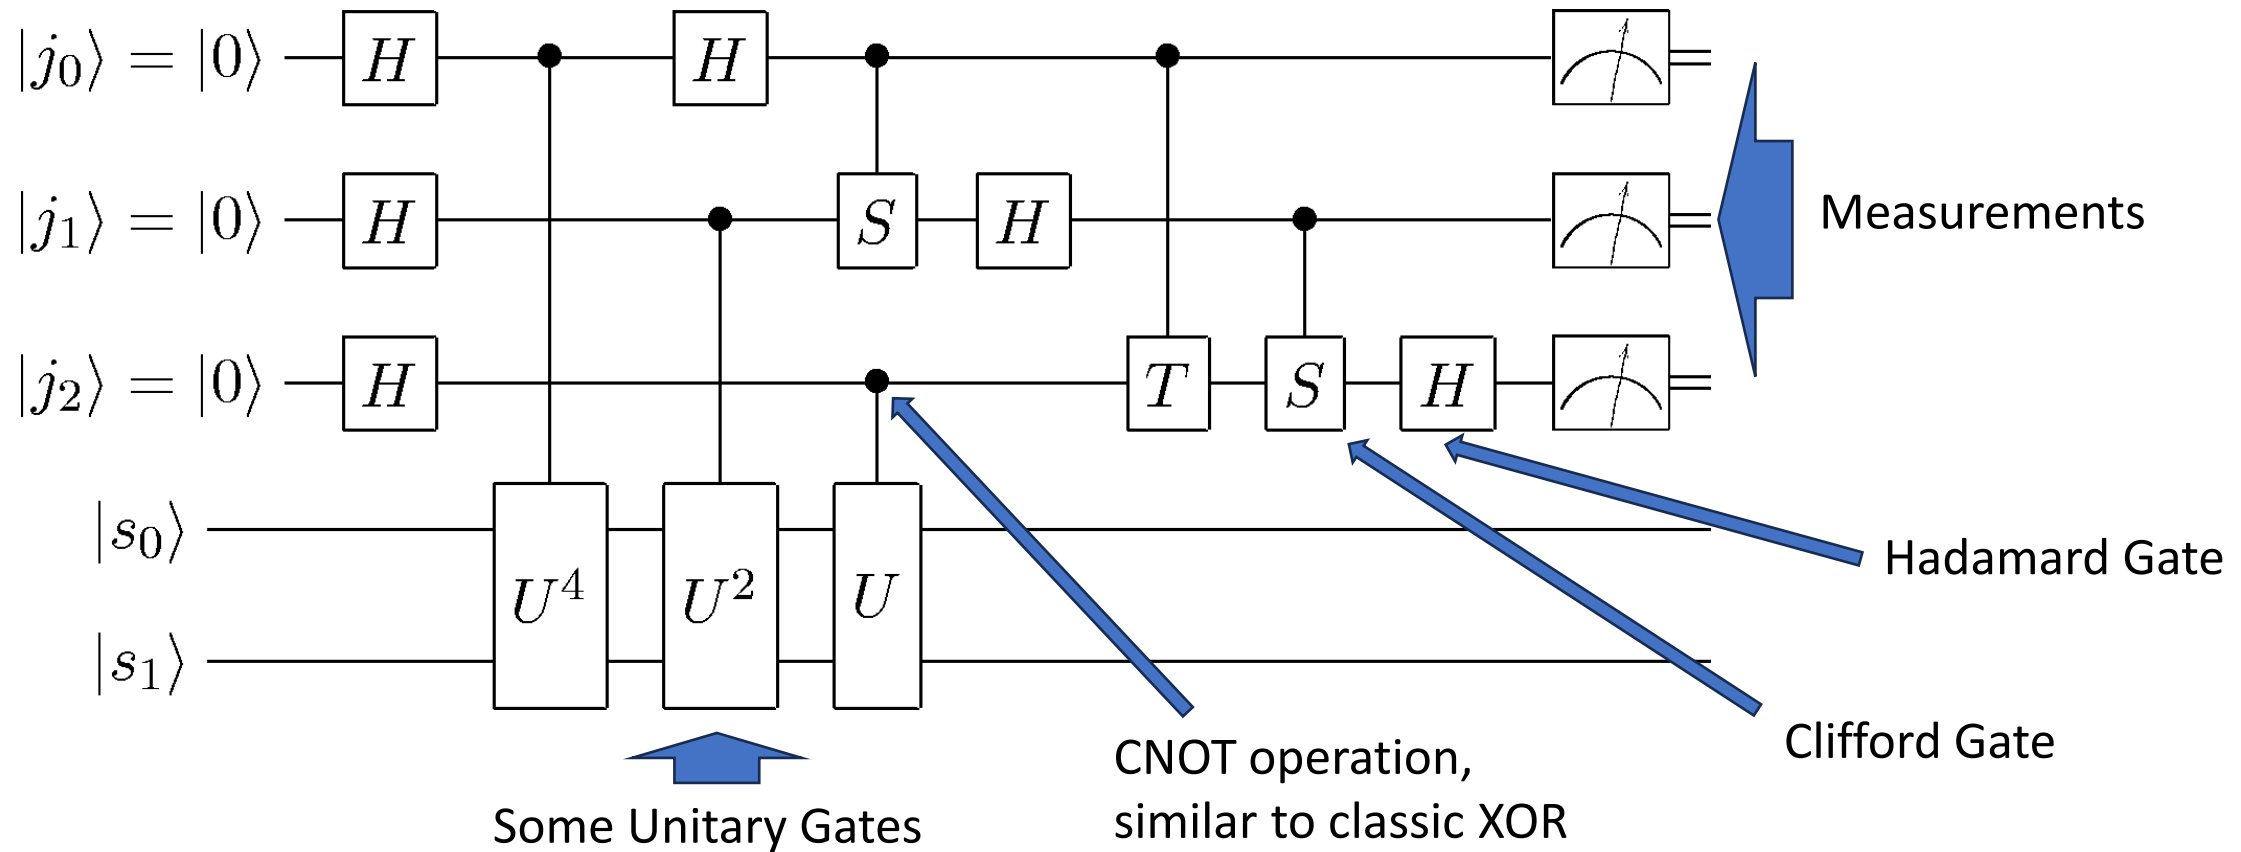 |j₀⟩ = |0⟩ H H
|j₁⟩ = |0⟩ H S H
|j₂⟩ = |0⟩ H T S H
|s₀⟩
|s₁⟩
U⁴ U² U
Measurements
Hadamard Gate
Clifford Gate
CNOT operation,
similar to classic XOR
Some Unitary Gates